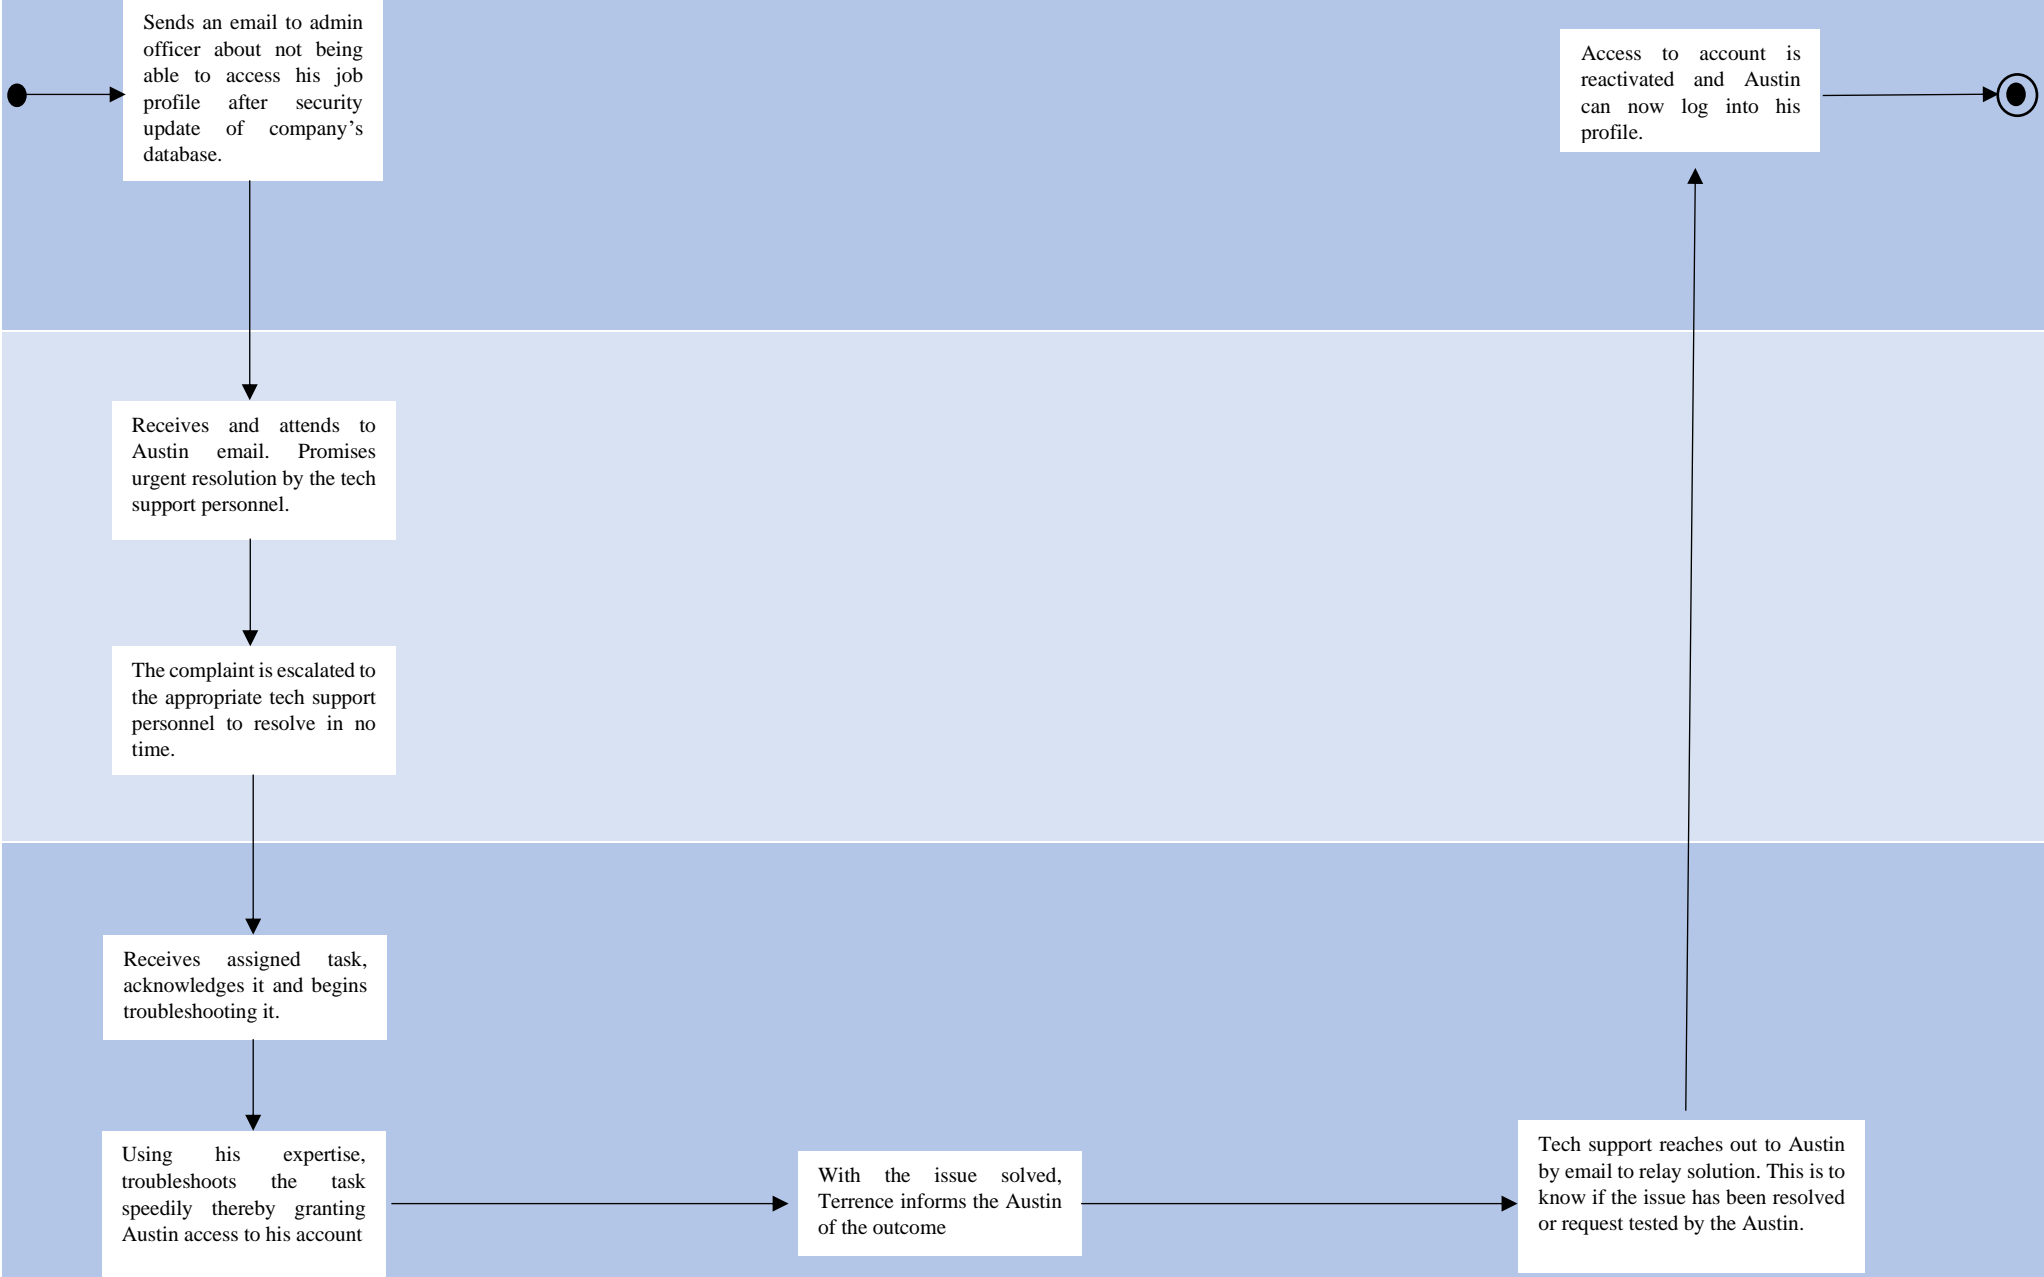 Sends an email to admin
officer about not being
able to access his job
profile after security
update of company’s
database.
Access to account is
reactivated and Austin
can now log into his
profile.
Receives and attends to
Austin email. Promises
urgent resolution by the tech
support personnel.
The complaint is escalated to
the appropriate tech support
personnel to resolve in no
time.
Receives assigned task,
acknowledges it and begins
troubleshooting it.
Using his expertise,
troubleshoots the task
speedily thereby granting
Austin access to his account
With the issue solved,
Terrence informs the Austin
of the outcome
Tech support reaches out to Austin
by email to relay solution. This is to
know if the issue has been resolved
or request tested by the Austin.